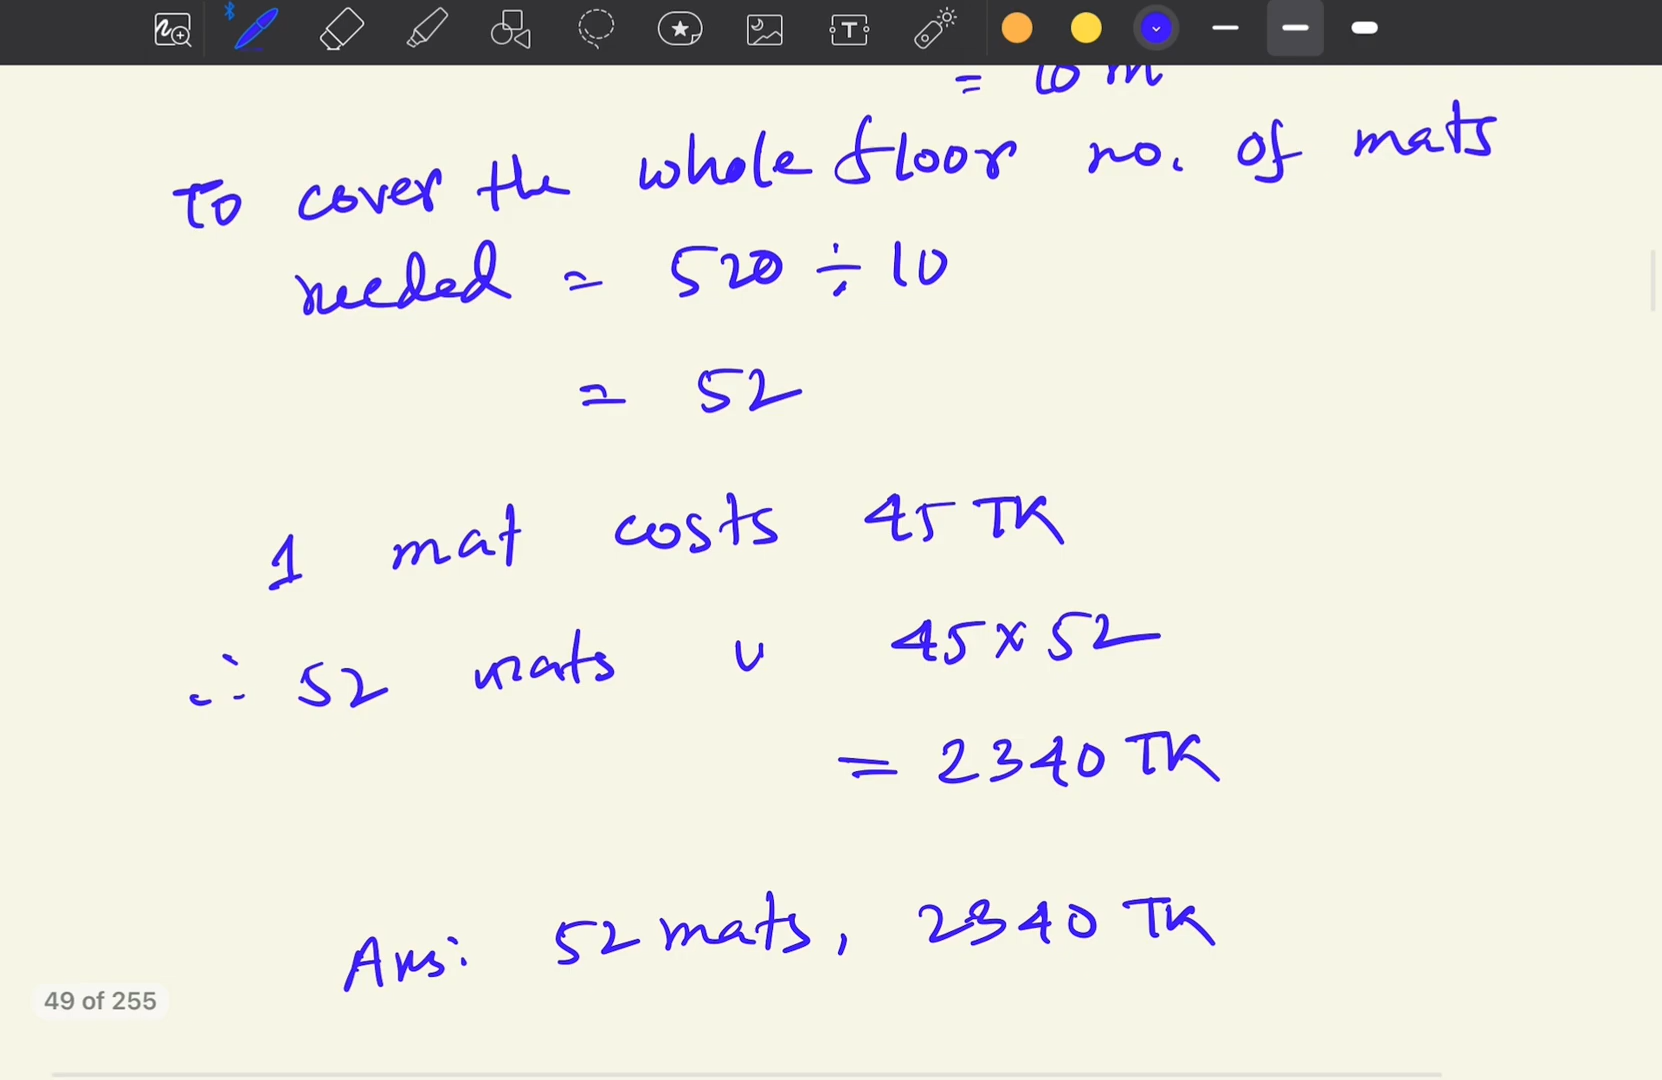 = 10 m
To cover the whole floor no. of mats
needed = 520 ÷ 10
= 52
1 mat costs 45 TK
∴ 52 mats " 45 x 52
= 2340 TK
Ans: 52 mats, 2340 TK
49 of 255